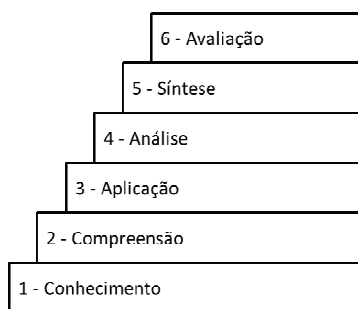 6 - Avaliação
5 - Síntese
4 - Análise
3 - Aplicação
2 - Compreensão
1 - Conhecimento